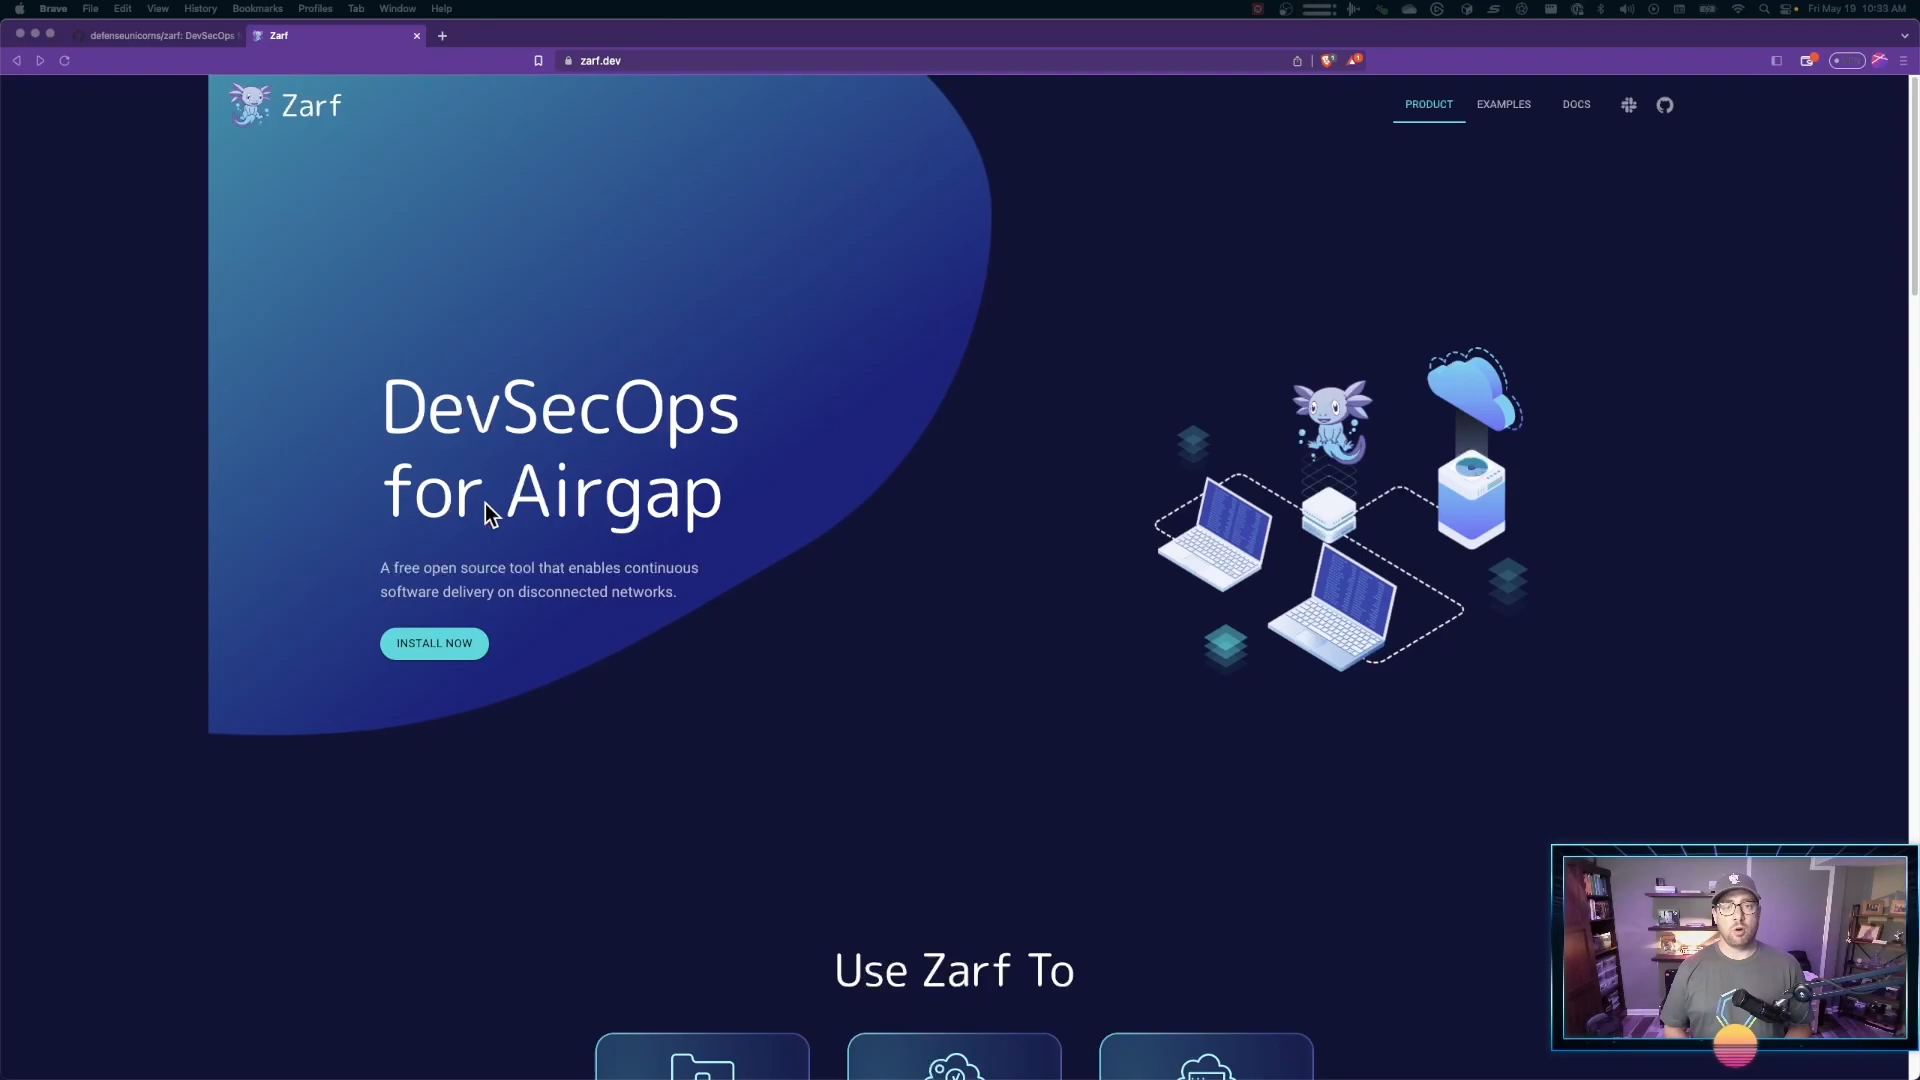 Brave File Edit View History Bookmarks Profiles Tab Window Help
Fri May 19 10:33 AM
defenseunicorns/zarf: DevSecOps
Zarf
zarf.dev
Zarf
PRODUCT
EXAMPLES
DOCS
DevSecOps
for Airgap
A free open source tool that enables continuous
software delivery on disconnected networks.
INSTALL NOW
Use Zarf To